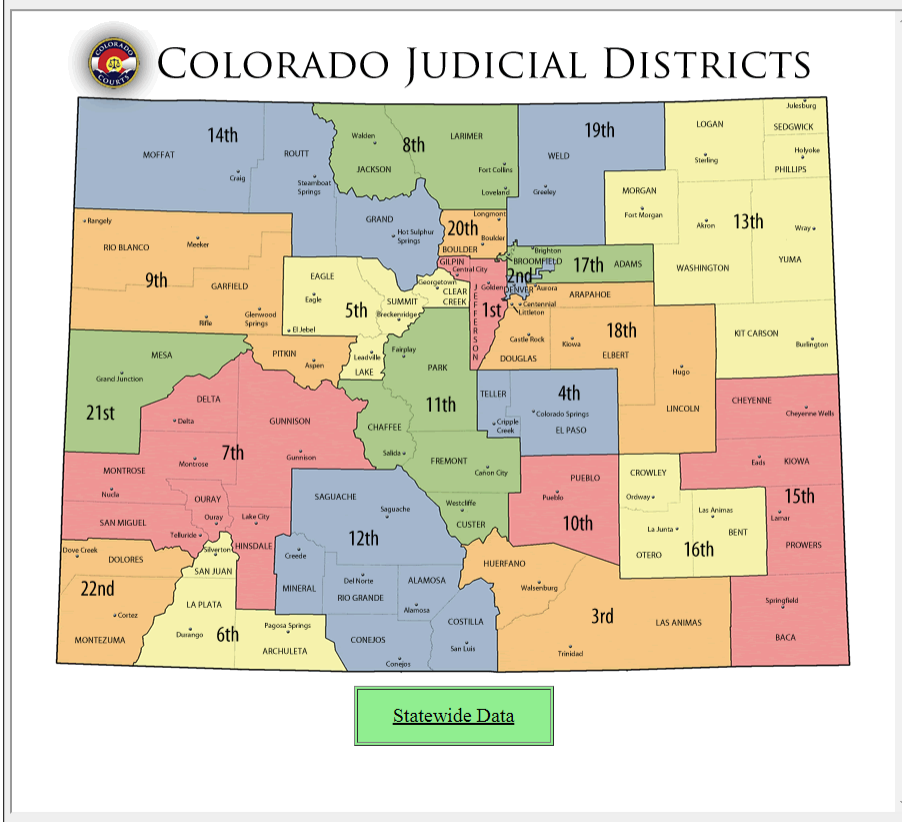 COLORADO
COURTS
COLORADO JUDICIAL DISTRICTS
14th
MOFFAT
ROUTT
Craig
Steamboat
Springs
GRAND
Hot Sulphur
Springs
8th
Walden
JACKSON
LARIMER
Fort Collins
Loveland
19th
WELD
Greeley
LOGAN
Sterling
Julesburg
SEDGWICK
Holyoke
PHILLIPS
MORGAN
Fort Morgan
13th
Akron
Wray
WASHINGTON
YUMA
KIT CARSON
Burlington
Rangely
RIO BLANCO
Meeker
9th
GARFIELD
Rifle
Glenwood
Springs
PITKIN
Aspen
20th
Longmont
Boulder
BOULDER
GILPIN
Central City
Golden
JEFFERSON
1st
2nd
DENVER
Brighton
BROOMFIELD
17th
ADAMS
EAGLE
Eagle
5th
El Jebel
SUMMIT
Breckenridge
Georgetown
CLEAR
CREEK
Leadville
LAKE
Aurora
ARAPAHOE
Centennial
Littleton
18th
Castle Rock
Kiowa
DOUGLAS
ELBERT
Hugo
LINCOLN
MESA
Grand Junction
21st
Fairplay
PARK
11th
CHAFFEE
Salida
FREMONT
Cañon City
Westcliffe
CUSTER
TELLER
4th
Colorado Springs
Cripple
Creek
EL PASO
DELTA
Delta
GUNNISON
7th
Gunnison
MONTROSE
Montrose
Nucla
OURAY
Ouray
SAN MIGUEL
Telluride
Lake City
HINSDALE
PUEBLO
Pueblo
10th
CROWLEY
Ordway
Las Animas
La Junta
BENT
OTERO
16th
CHEYENNE
Cheyenne Wells
Eads
KIOWA
15th
Lamar
PROWERS
Springfield
BACA
SAGUACHE
Saguache
12th
Creede
MINERAL
Del Norte
RIO GRANDE
ALAMOSA
Alamosa
COSTILLA
San Luis
CONEJOS
Conejos
Dove Creek
DOLORES
22nd
Cortez
MONTEZUMA
Silverton
SAN JUAN
LA PLATA
Durango
6th
Pagosa Springs
ARCHULETA
HUERFANO
Walsenburg
3rd
LAS ANIMAS
Trinidad
Statewide Data